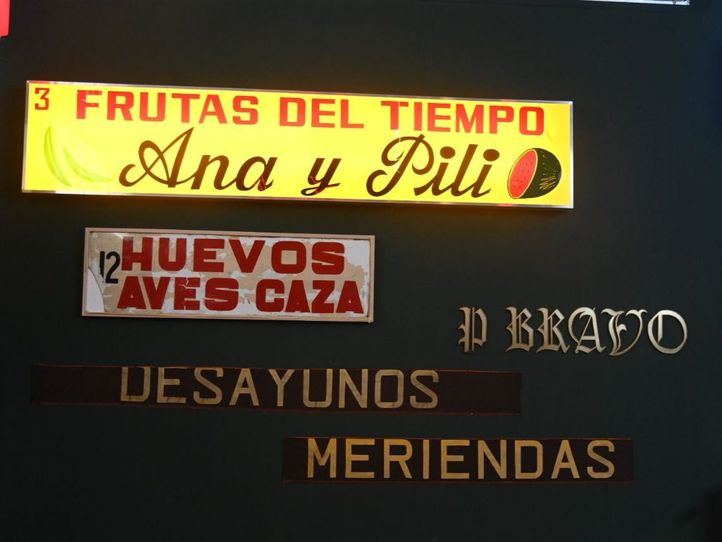 3 FRUTAS DEL TIEMPO
Ana y Pili
12 HUEVOS
AVES CAZA
P BRAVO
DESAYUNOS
MERIENDAS